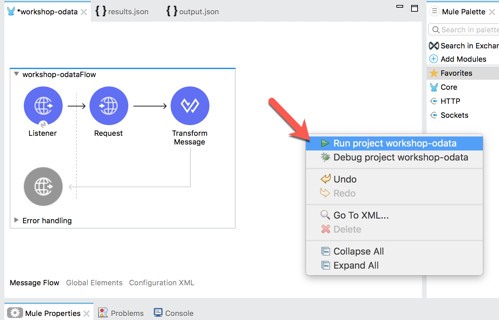 *workshop-odata
{ } results.json
{ } output.json
Mule Palette
Search in palette
Search in Exchan
Add Modules
Favorites
Core
HTTP
Sockets
workshop-odataFlow
Listener
Request
Transform
Message
Error handling
Run project workshop-odata
Debug project workshop-odata
Undo
Redo
Go To XML...
Delete
Collapse All
Expand All
Message Flow
Global Elements
Configuration XML
Mule Properties
Problems
Console